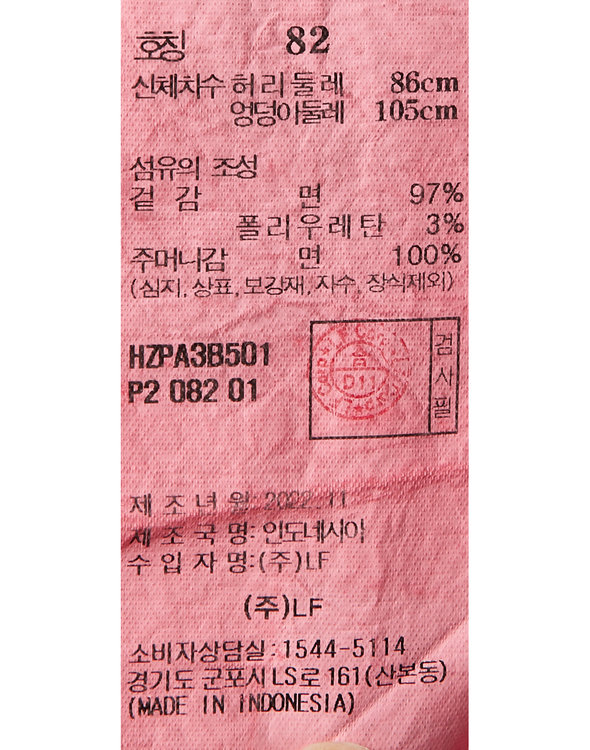 호칭 82
신체치수 허리둘레 86cm
엉덩이둘레 105cm
섬유의 조성
겉감 면 97%
폴리우레탄 3%
주머니감 면 100%
(심지, 상표, 보강재, 자수, 장식제외)
HZPA3B501
P2 082 01
합
D11
검사필
제조년월: 2022.11
제조국명: 인도네시아
수입자명: (주)LF
(주)LF
소비자상담실: 1544-5114
경기도 군포시 LS로 161(산본동)
(MADE IN INDONESIA)